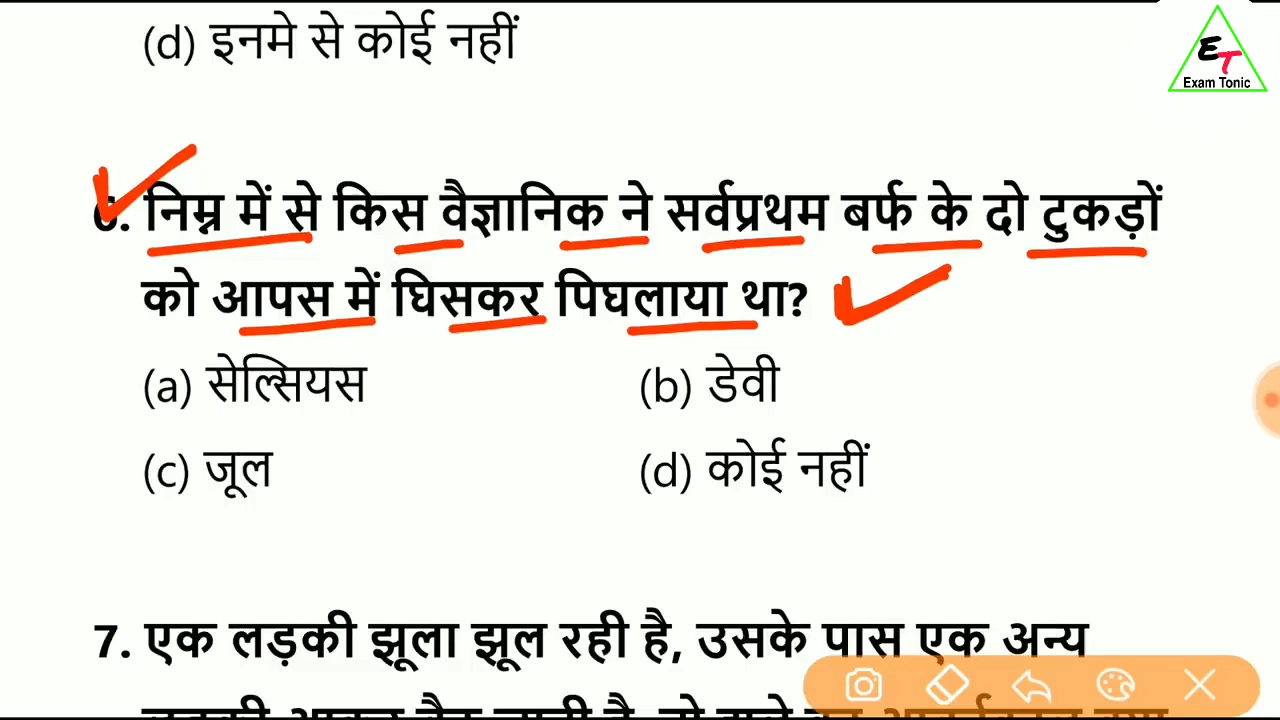 (d) इनमे से कोई नहीं
ET
Exam Tonic
6. निम्न में से किस वैज्ञानिक ने सर्वप्रथम बर्फ के दो टुकड़ों
को आपस में घिसकर पिघलाया था?
(a) सेल्सियस (b) डेवी
(c) जूल (d) कोई नहीं
7. एक लड़की झूला झूल रही है, उसके पास एक अन्य